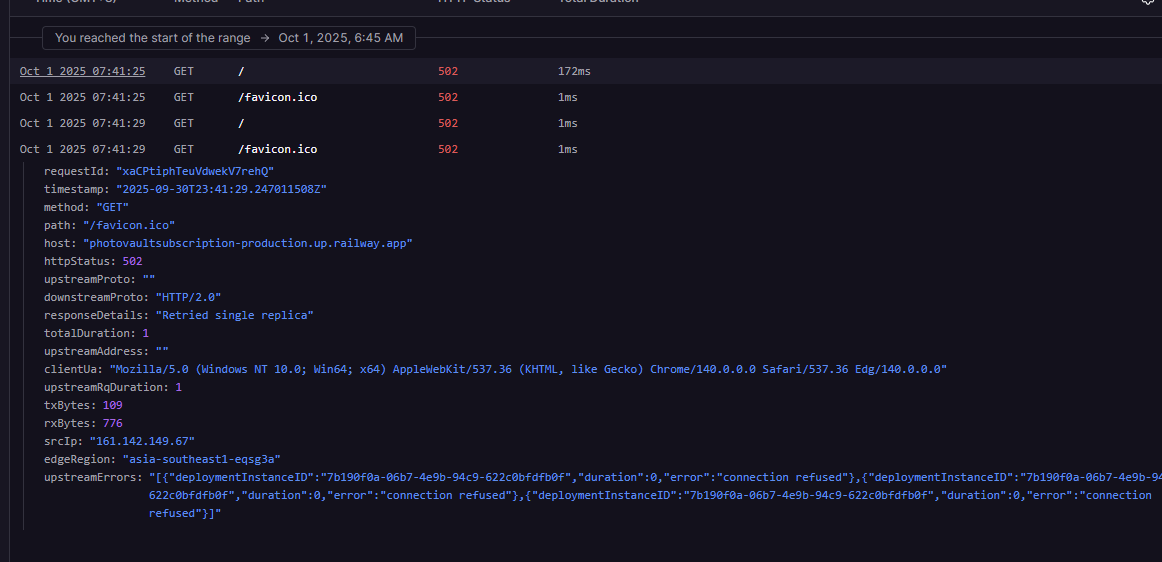 Time (GMT+8) Method Path HTTP Status Total Duration
You reached the start of the range → Oct 1, 2025, 6:45 AM
Oct 1 2025 07:41:25 GET / 502 172ms
Oct 1 2025 07:41:25 GET /favicon.ico 502 1ms
Oct 1 2025 07:41:29 GET / 502 1ms
Oct 1 2025 07:41:29 GET /favicon.ico 502 1ms
requestId: "xaCPtiphTeuVdwekV7rehQ"
timestamp: "2025-09-30T23:41:29.247011508Z"
method: "GET"
path: "/favicon.ico"
host: "photovaultsubscription-production.up.railway.app"
httpStatus: 502
upstreamProto: ""
downstreamProto: "HTTP/2.0"
responseDetails: "Retried single replica"
totalDuration: 1
upstreamAddress: ""
clientUa: "Mozilla/5.0 (Windows NT 10.0; Win64; x64) AppleWebKit/537.36 (KHTML, like Gecko) Chrome/140.0.0.0 Safari/537.36 Edg/140.0.0.0"
upstreamRqDuration: 1
txBytes: 109
rxBytes: 776
srcIp: "161.142.149.67"
edgeRegion: "asia-southeast1-eqsg3a"
upstreamErrors: "[{"deploymentInstanceID":"7b190f0a-06b7-4e9b-94c9-622c0bfdfb0f","duration":0,"error":"connection refused"},{"deploymentInstanceID":"7b190f0a-06b7-4e9b-94
622c0bfdfb0f","duration":0,"error":"connection refused"},{"deploymentInstanceID":"7b190f0a-06b7-4e9b-94c9-622c0bfdfb0f","duration":0,"error":"connection
refused"}]"